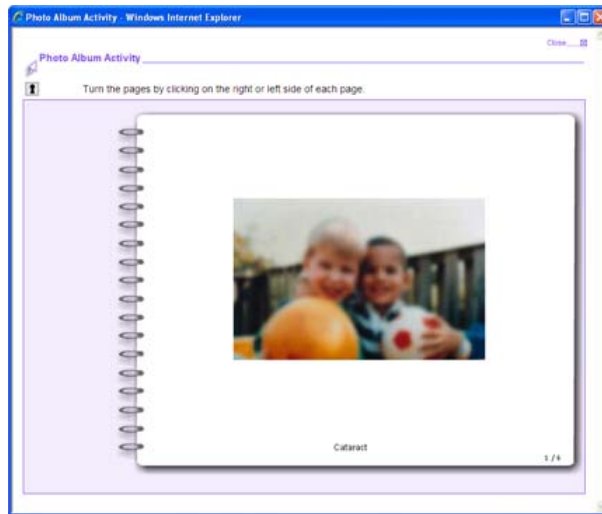 Photo Album Activity - Windows Internet Explorer
Close
Photo Album Activity
Turn the pages by clicking on the right or left side of each page.
Cataract
1 / 6